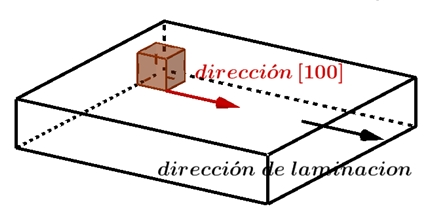 dirección [100]
dirección de laminacion